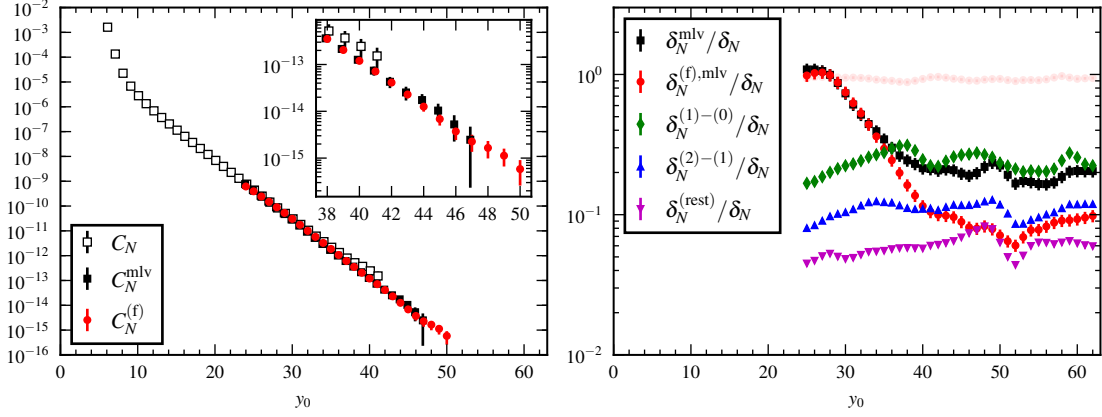 10⁻²
10⁻³
10⁻⁴
10⁻⁵
10⁻⁶
10⁻⁷
10⁻⁸
10⁻⁹
10⁻¹⁰
10⁻¹¹
10⁻¹²
10⁻¹³
10⁻¹⁴
10⁻¹⁵
10⁻¹⁶
0 10 20 30 40 50 60
y₀
C_N
C_N^mlv
C_N^(f)
10⁻¹³
10⁻¹⁴
10⁻¹⁵
38 40 42 44 46 48 50
10⁰
10⁻¹
10⁻²
0 10 20 30 40 50 60
y₀
δ_N^mlv/δ_N
δ_N^(f),mlv/δ_N
δ_N^(1)−(0)/δ_N
δ_N^(2)−(1)/δ_N
δ_N^(rest)/δ_N